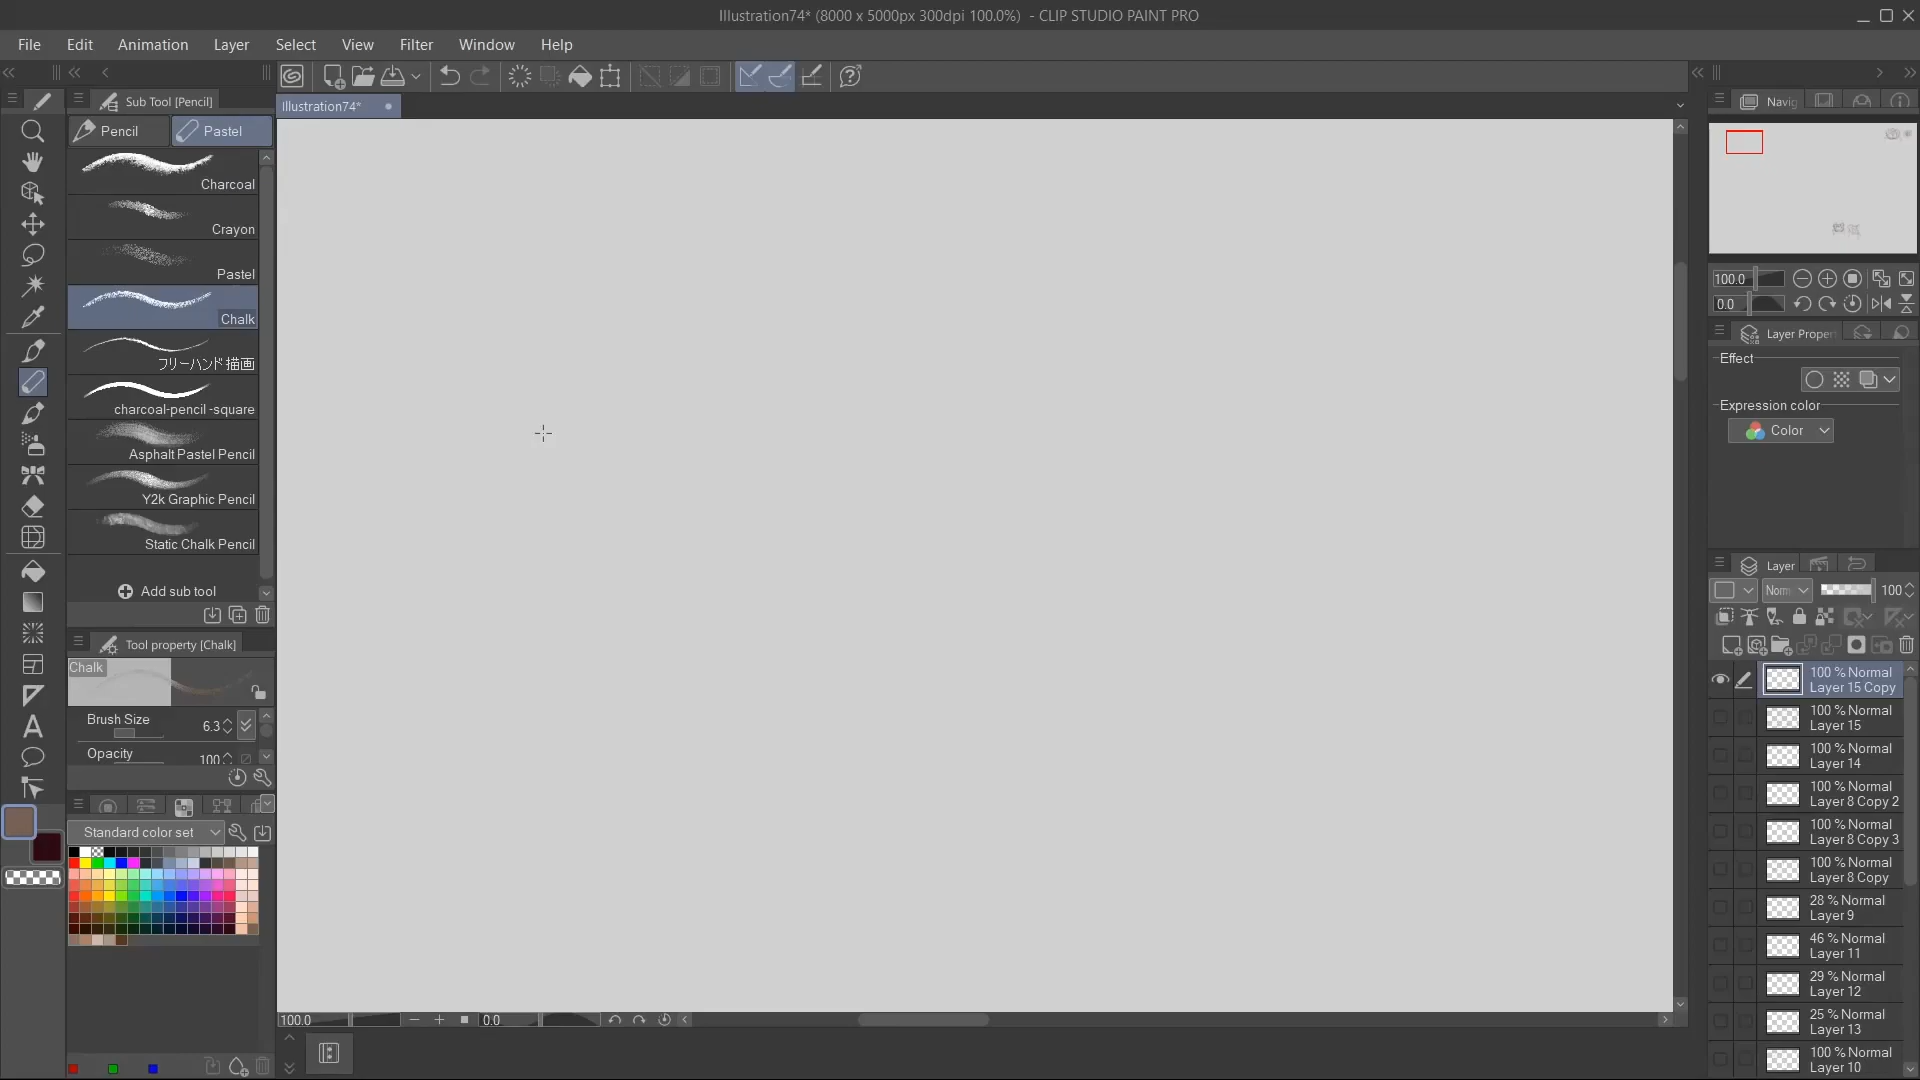 Illustration74* (8000 x 5000px 300dpi 100.0%) - CLIP STUDIO PAINT PRO
File Edit Animation Layer Select View Filter Window Help
Sub Tool [Pencil]
Illustration74*
Navig
Pencil Pastel
Charcoal
Crayon
Pastel
Chalk
フリーハンド描画
charcoal-pencil -square
Asphalt Pastel Pencil
Y2k Graphic Pencil
Static Chalk Pencil
Add sub tool
Tool property [Chalk]
Chalk
Brush Size 6.3
Opacity 100
Standard color set
100.0 0.0
100.0
0.0
Layer Proper
Effect
Expression color
Color
Layer
Norm 100
100 % Normal
Layer 15 Copy
100 % Normal
Layer 15
100 % Normal
Layer 14
100 % Normal
Layer 8 Copy 2
100 % Normal
Layer 8 Copy 3
100 % Normal
Layer 8 Copy
28 % Normal
Layer 9
46 % Normal
Layer 11
29 % Normal
Layer 12
25 % Normal
Layer 13
100 % Normal
Layer 10